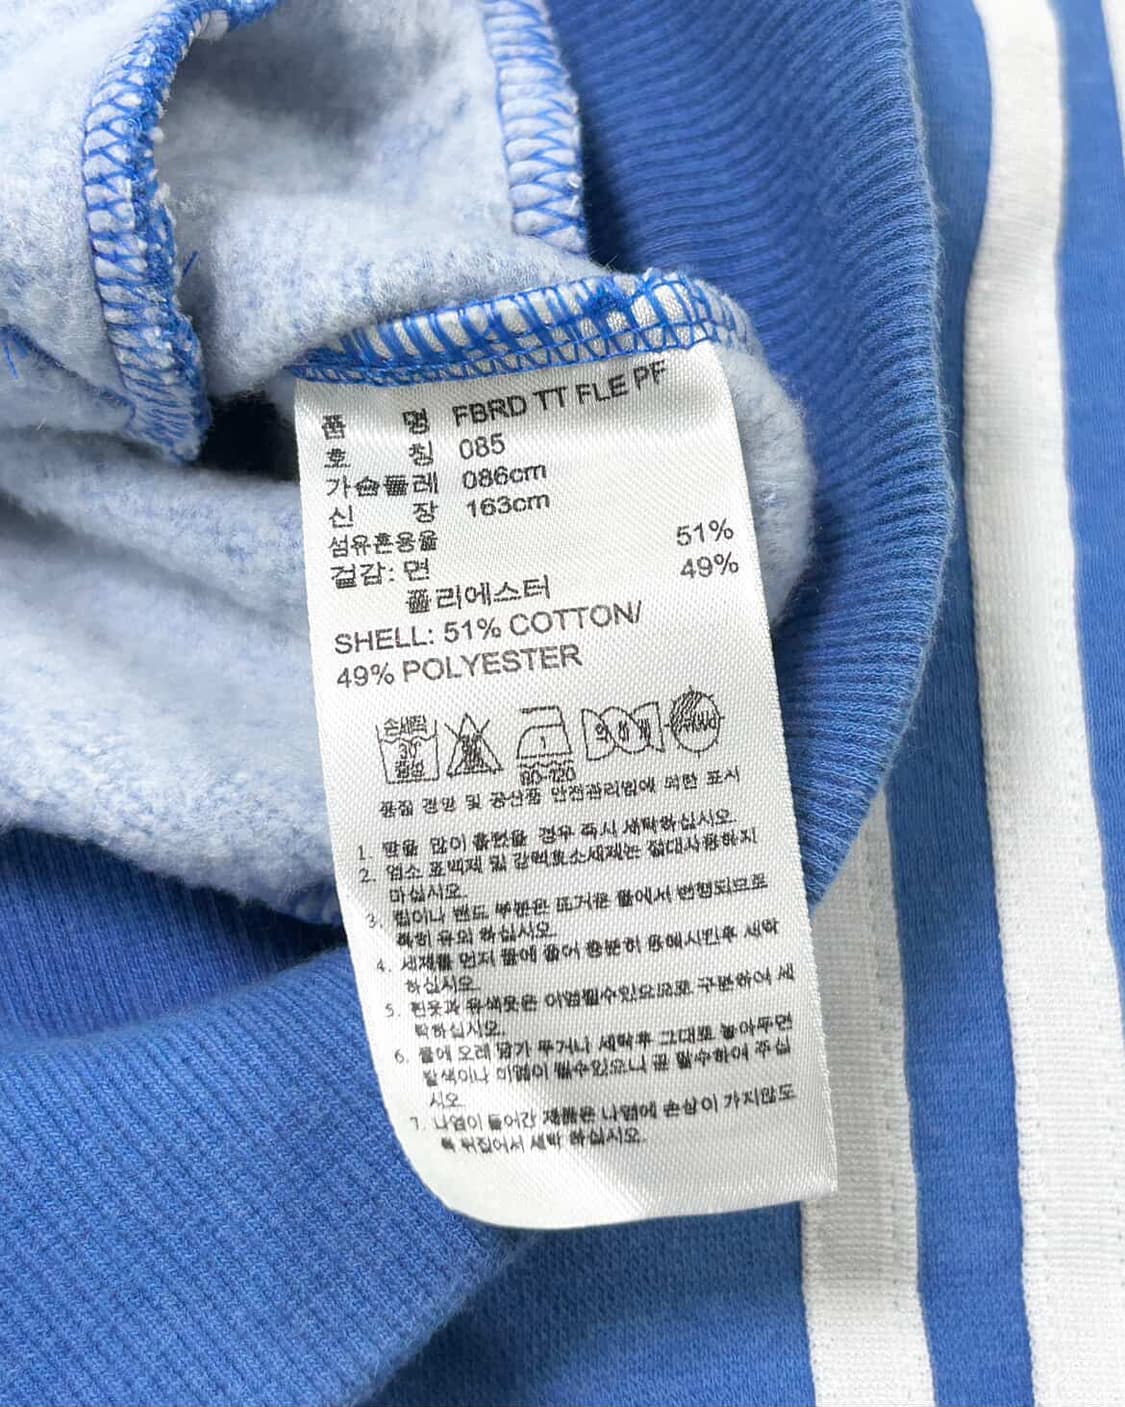 품 명 FBRD TT FLE PF
호 칭 085
가슴둘레 086cm
신 장 163cm
섬유혼용율
겉감: 면 51%
폴리에스터 49%
SHELL: 51% COTTON/
49% POLYESTER
손세탁 30° 중성
80-120
품질 경영 및 공산품 안전관리법에 의한 표시
1. 땀을 많이 흘렸을 경우 즉시 세탁하십시오.
2. 염소 표백제 및 강력효소세제는 절대사용하지
마십시오.
3. 립이나 밴드 부분은 뜨거운 물에서 변형되므로
특히 유의 하십시오.
4. 세제를 먼저 물에 풀어 충분히 용해시킨후 세탁
하십시오.
5. 흰옷과 유색옷은 이염될수있으므로 구분하여 세
탁하십시오.
6. 물에 오래 담가 두거나 세탁후 그대로 놓아두면
탈색이나 이염이 될수있으니 곧 탈수하여 주십
시오.
7. 나염이 들어간 제품은 나염에 손상이 가지않도
록 뒤집어서 세탁 하십시오.